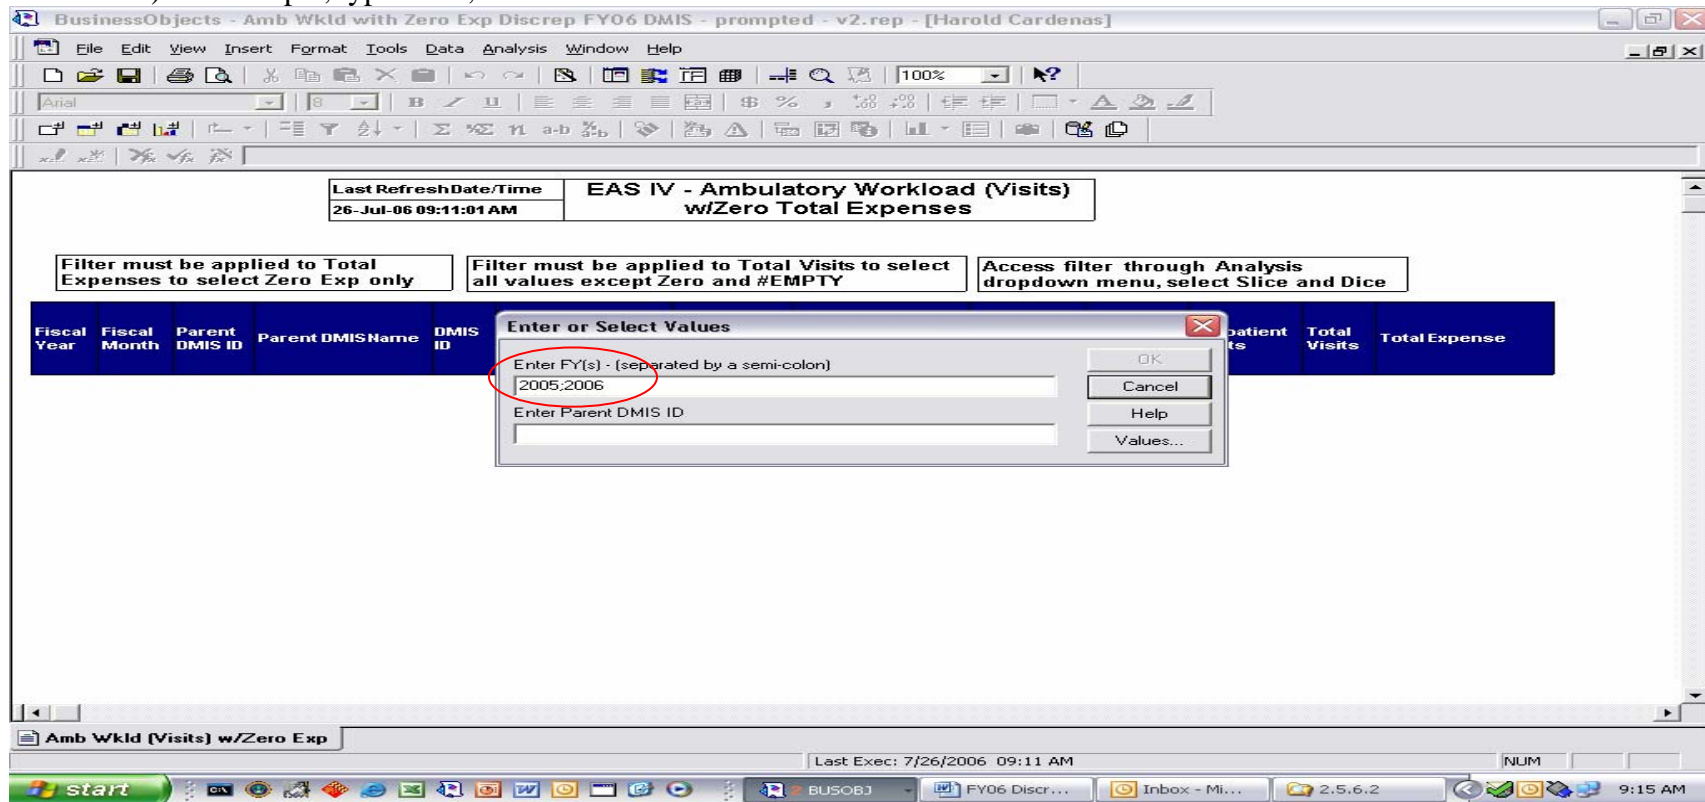 BusinessObjects - Amb Wkld with Zero Exp Discrep FY06 DMIS - prompted - v2.rep - [Harold Cardenas]
File Edit View Insert Format Tools Data Analysis Window Help
100%
Arial 8
Last Refresh Date/Time
26-Jul-06 09:11:01 AM
EAS IV - Ambulatory Workload (Visits)
w/Zero Total Expenses
Filter must be applied to Total
Expenses to select Zero Exp only
Filter must be applied to Total Visits to select
all values except Zero and #EMPTY
Access filter through Analysis
dropdown menu, select Slice and Dice
Fiscal Year
Fiscal Month
Parent DMIS ID
Parent DMIS Name
DMIS ID
Total Visits
Total Expense
Enter or Select Values
Enter FY(s) - (separated by a semi-colon)
2005;2006
Enter Parent DMIS ID
OK
Cancel
Help
Values...
Amb Wkld (Visits) w/Zero Exp
Last Exec: 7/26/2006 09:11 AM
NUM
start
BUSOBJ
FY06 Discr...
Inbox - Mi...
2.5.6.2
9:15 AM